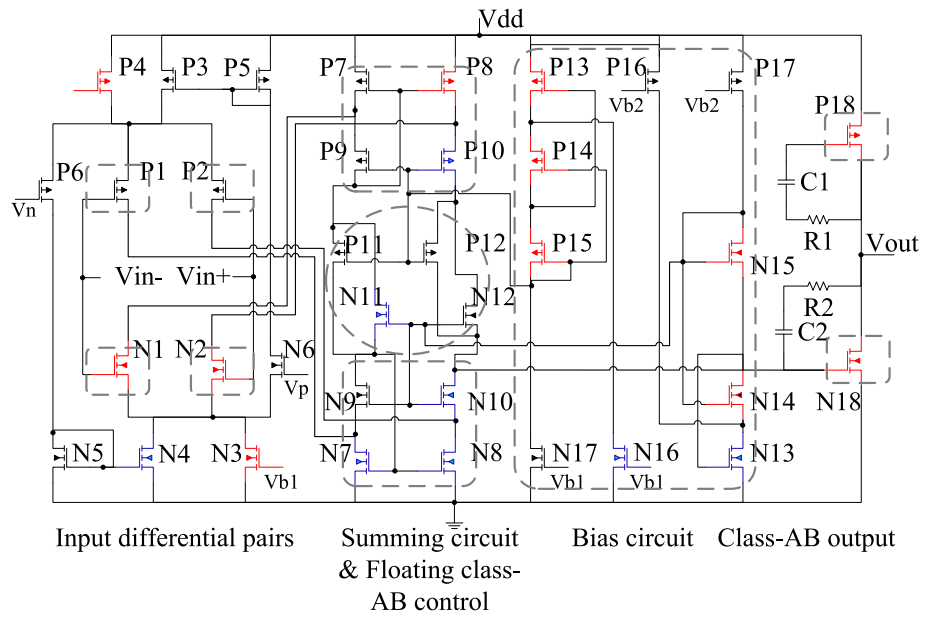 Vdd
P4 P3 P5 P7 P8 P13 P16 P17
Vb2 Vb2 P18
P9 P10 P14
P6 P1 P2 C1
Vn R1
P11 P12 P15 Vout
Vin- Vin+ N15
N11 N12 R2
C2
N1 N2 N6
Vp N9 N10 N14 N18
N5 N4 N3 N7 N8 N17 N16 N13
Vb1 Vb1 Vb1
Input differential pairs
Summing circuit
& Floating class-
AB control
Bias circuit
Class-AB output